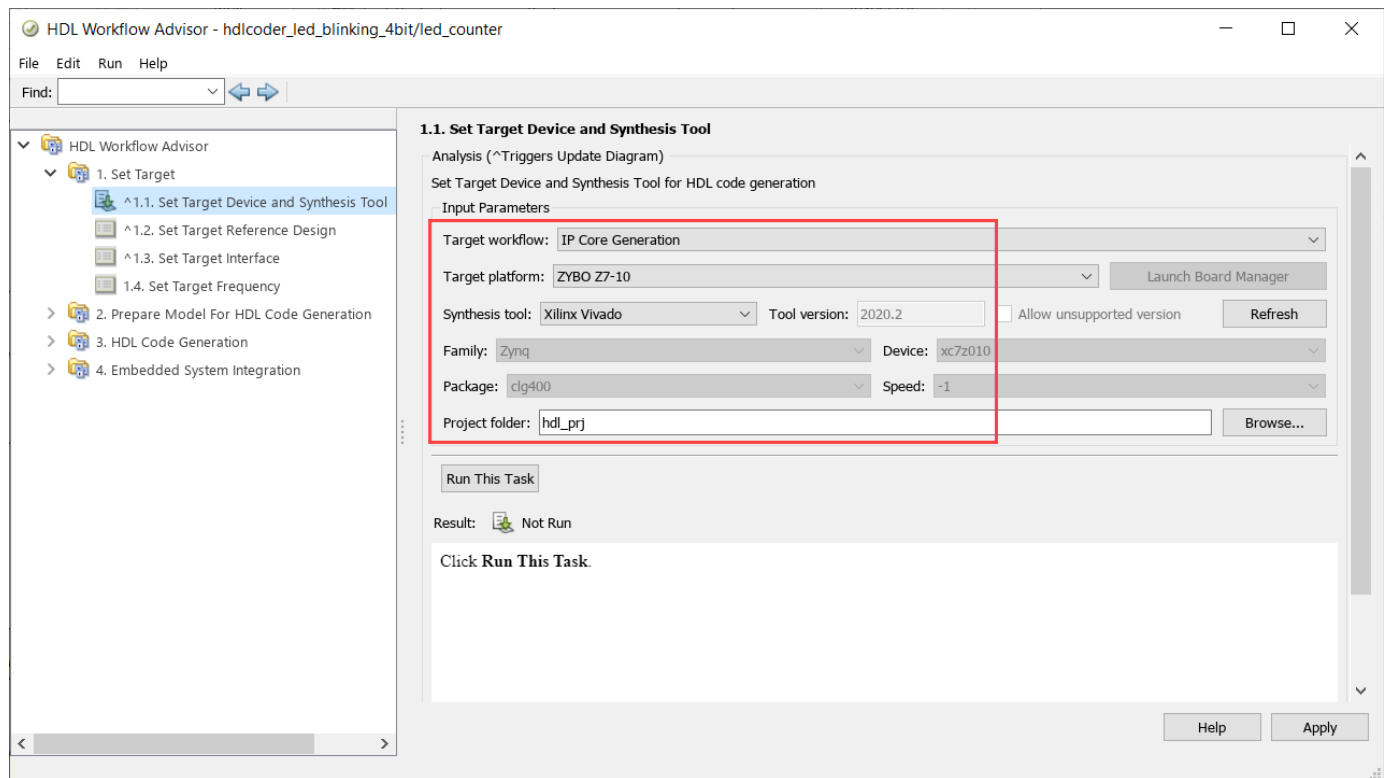 HDL Workflow Advisor - hdlcoder_led_blinking_4bit/led_counter
File Edit Run Help
Find:
HDL Workflow Advisor
1. Set Target
^1.1. Set Target Device and Synthesis Tool
^1.2. Set Target Reference Design
^1.3. Set Target Interface
1.4. Set Target Frequency
2. Prepare Model For HDL Code Generation
3. HDL Code Generation
4. Embedded System Integration
1.1. Set Target Device and Synthesis Tool
Analysis (^Triggers Update Diagram)
Set Target Device and Synthesis Tool for HDL code generation
Input Parameters
Target workflow: IP Core Generation
Target platform: ZYBO Z7-10 Launch Board Manager
Synthesis tool: Xilinx Vivado Tool version: 2020.2 Allow unsupported version Refresh
Family: Zynq Device: xc7z010
Package: clg400 Speed: -1
Project folder: hdl_prj Browse...
Run This Task
Result: Not Run
Click Run This Task.
Help Apply